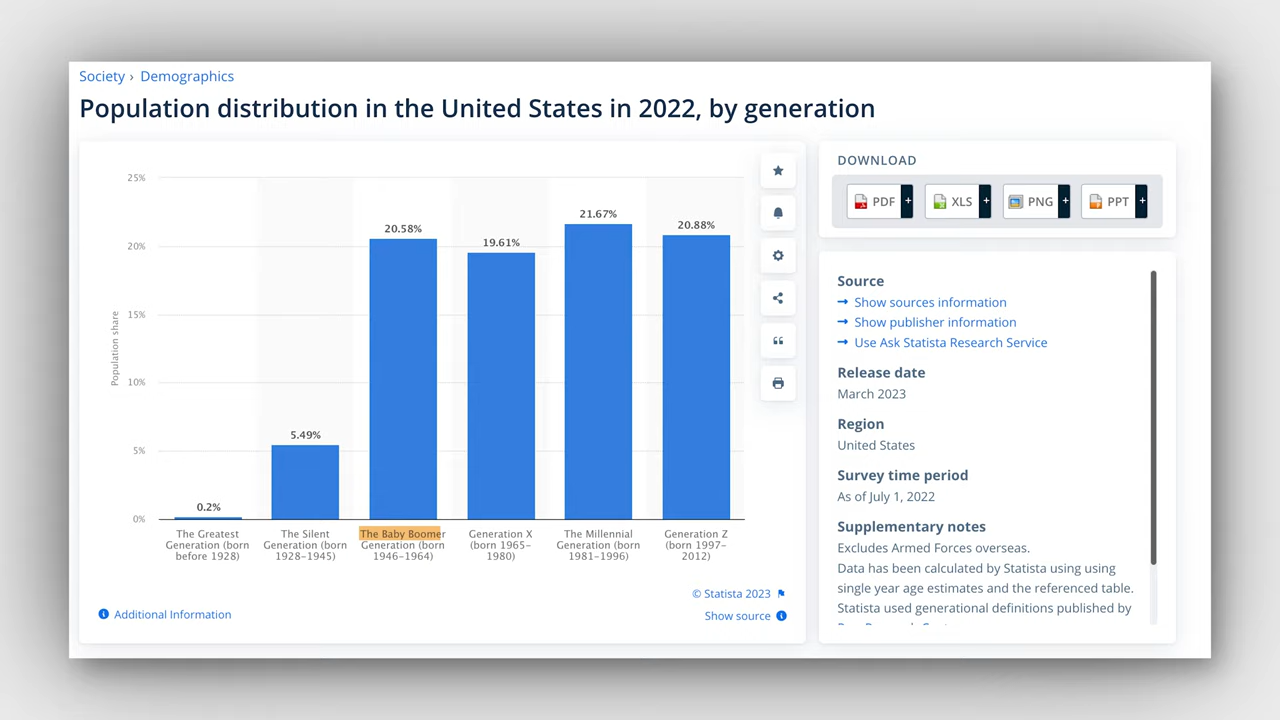 Society › Demographics
Population distribution in the United States in 2022, by generation
25%
20%
15%
10%
5%
0%
Population share
0.2%
5.49%
20.58%
19.61%
21.67%
20.88%
The Greatest
Generation (born
before 1928)
The Silent
Generation (born
1928–1945)
The Baby Boomer
Generation (born
1946–1964)
Generation X
(born 1965–
1980)
The Millennial
Generation (born
1981–1996)
Generation Z
(born 1997–
2012)
© Statista 2023
Additional Information
Show source
DOWNLOAD
PDF + XLS + PNG + PPT +
Source
→ Show sources information
→ Show publisher information
→ Use Ask Statista Research Service
Release date
March 2023
Region
United States
Survey time period
As of July 1, 2022
Supplementary notes
Excludes Armed Forces overseas.
Data has been calculated by Statista using using
single year age estimates and the referenced table.
Statista used generational definitions published by